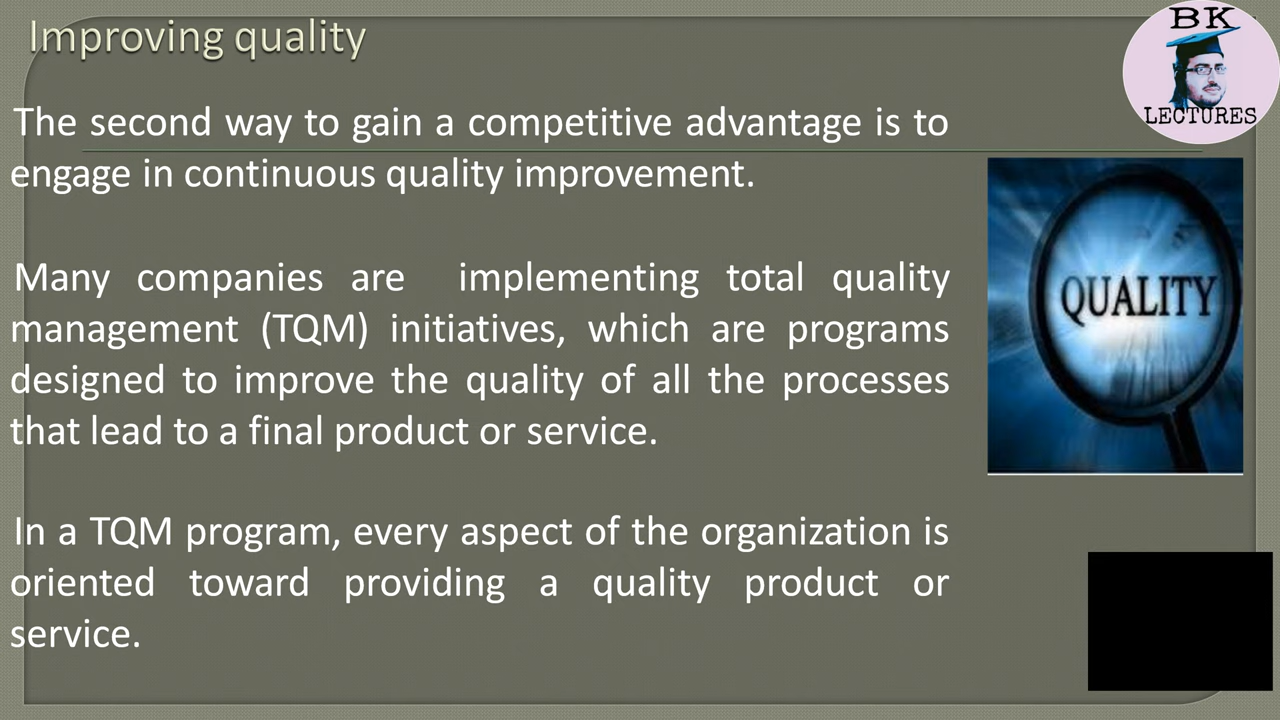 Improving quality
BK
LECTURES
The second way to gain a competitive advantage is to
engage in continuous quality improvement.
Many companies are implementing total quality
management (TQM) initiatives, which are programs
designed to improve the quality of all the processes
that lead to a final product or service.
QUALITY
In a TQM program, every aspect of the organization is
oriented toward providing a quality product or
service.